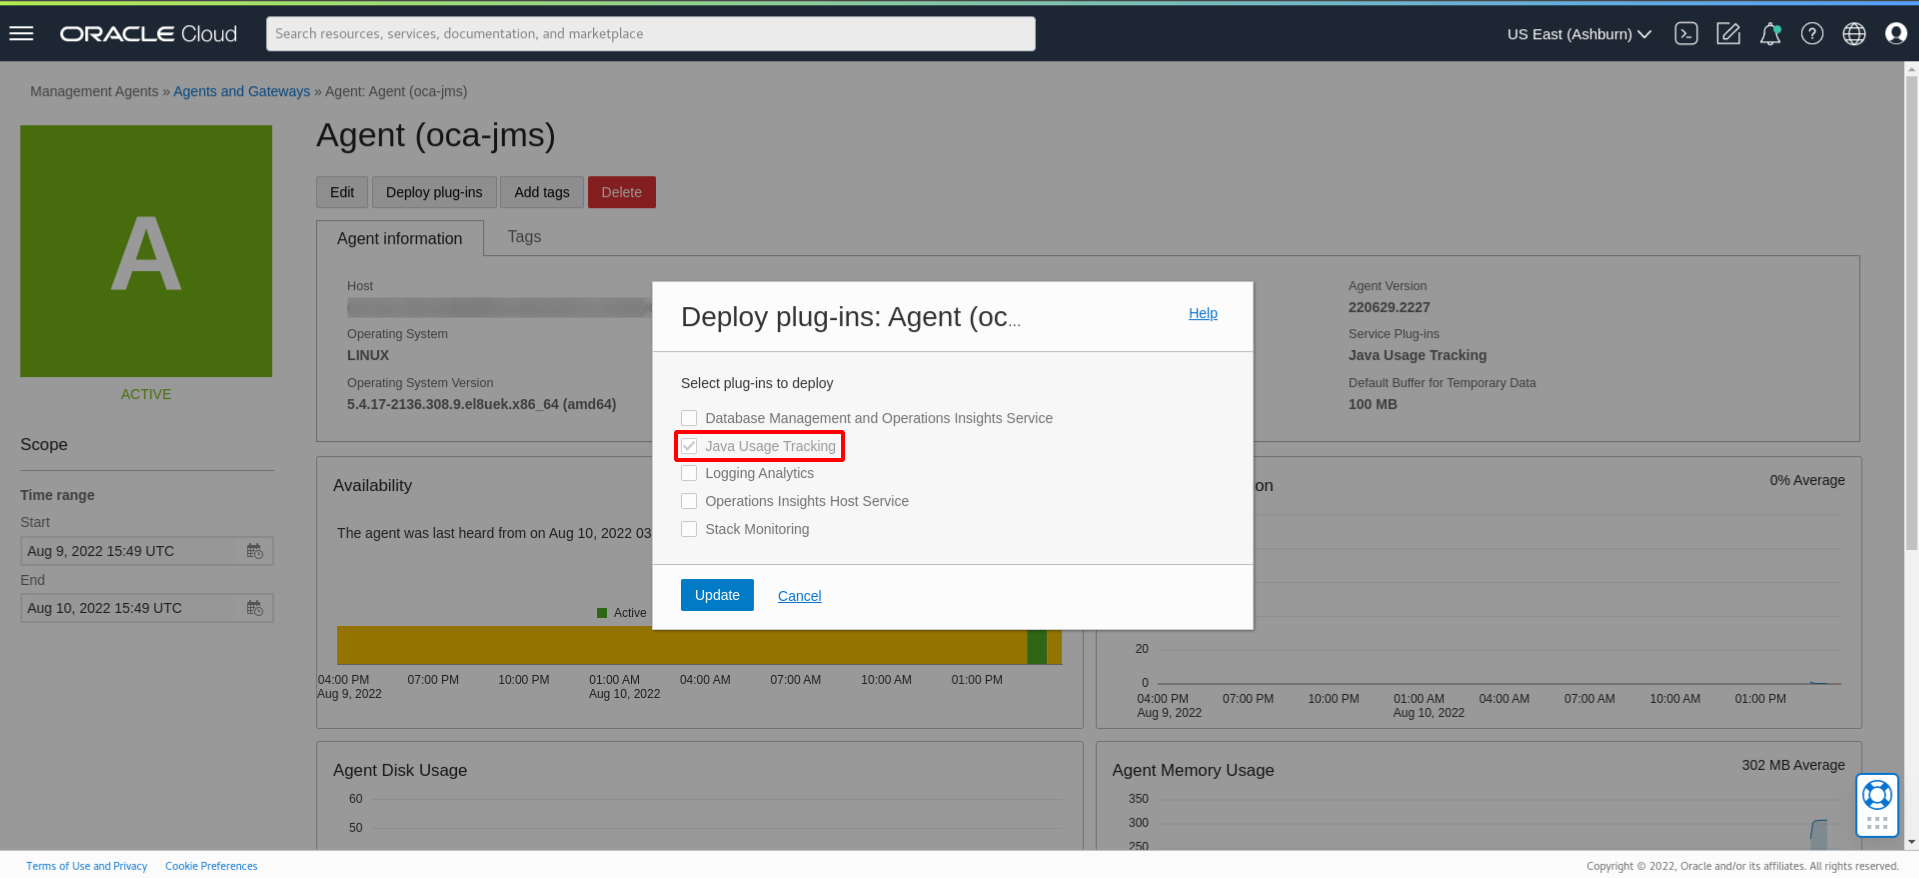 ORACLE Cloud
Search resources, services, documentation, and marketplace
US East (Ashburn)
Management Agents » Agents and Gateways » Agent: Agent (oca-jms)
A
ACTIVE
Scope
Time range
Start
Aug 9, 2022 15:49 UTC
End
Aug 10, 2022 15:49 UTC
Agent (oca-jms)
Edit
Deploy plug-ins
Add tags
Delete
Agent information
Tags
Host
Operating System
LINUX
Operating System Version
5.4.17-2136.308.9.el8uek.x86_64 (amd64)
Agent Version
220629.2227
Service Plug-ins
Java Usage Tracking
Default Buffer for Temporary Data
100 MB
Deploy plug-ins: Agent (oc...
Help
Select plug-ins to deploy
Database Management and Operations Insights Service
Java Usage Tracking
Logging Analytics
Operations Insights Host Service
Stack Monitoring
Update
Cancel
Availability
The agent was last heard from on Aug 10, 2022 03
Active
04:00 PM 07:00 PM 10:00 PM 01:00 AM 04:00 AM 07:00 AM 10:00 AM 01:00 PM
Aug 9, 2022 Aug 10, 2022
on
0% Average
20
0
04:00 PM 07:00 PM 10:00 PM 01:00 AM 04:00 AM 07:00 AM 10:00 AM 01:00 PM
Aug 9, 2022 Aug 10, 2022
Agent Disk Usage
60
50
Agent Memory Usage
302 MB Average
350
300
250
Terms of Use and Privacy Cookie Preferences
Copyright © 2022, Oracle and/or its affiliates. All rights reserved.